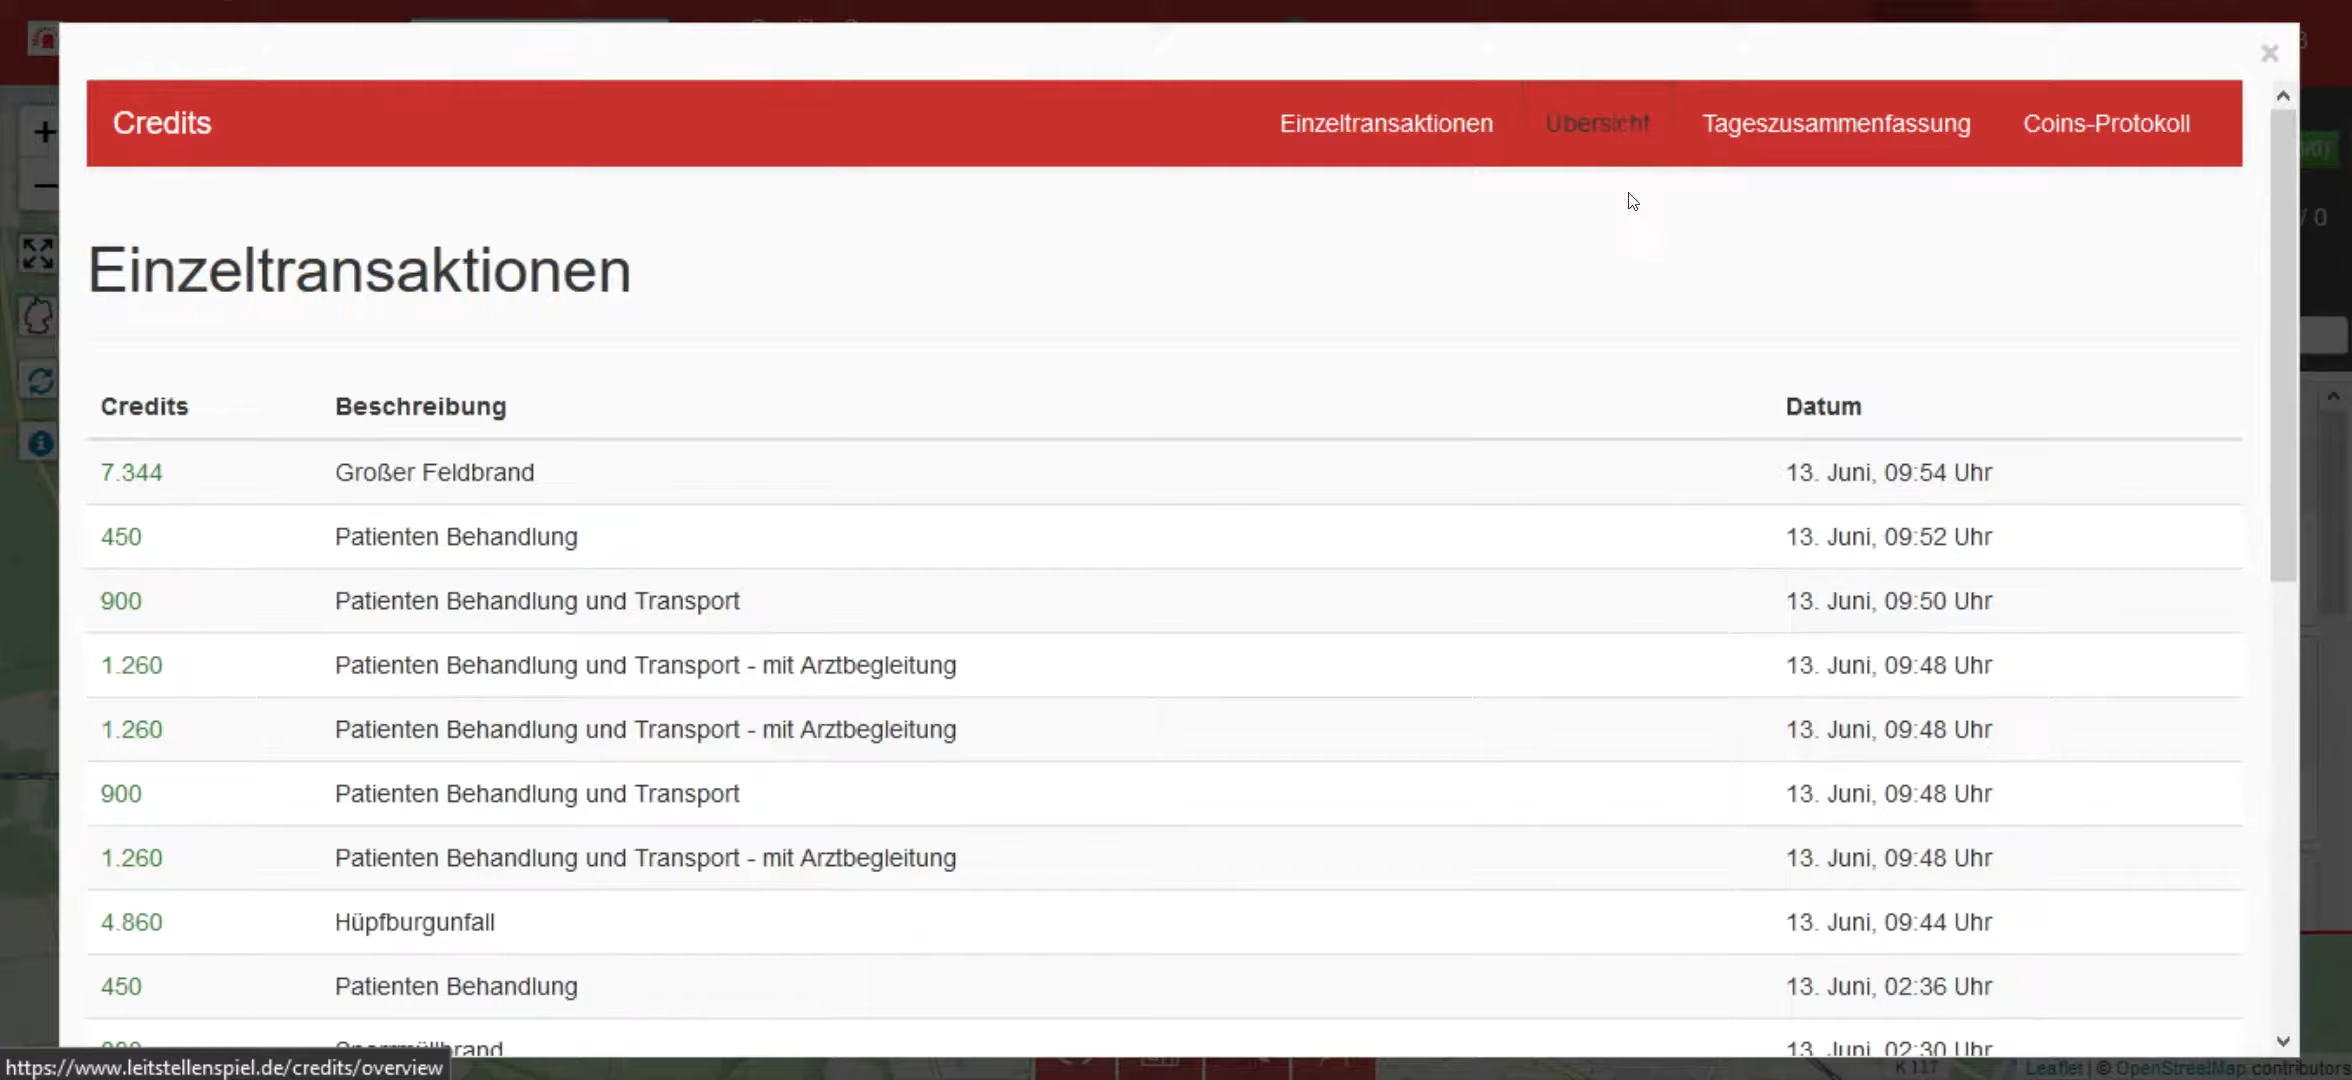 Credits Einzeltransaktionen Übersicht Tageszusammenfassung Coins-Protokoll
Einzeltransaktionen
Credits Beschreibung Datum
7.344 Großer Feldbrand 13. Juni, 09:54 Uhr
450 Patienten Behandlung 13. Juni, 09:52 Uhr
900 Patienten Behandlung und Transport 13. Juni, 09:50 Uhr
1.260 Patienten Behandlung und Transport - mit Arztbegleitung 13. Juni, 09:48 Uhr
1.260 Patienten Behandlung und Transport - mit Arztbegleitung 13. Juni, 09:48 Uhr
900 Patienten Behandlung und Transport 13. Juni, 09:48 Uhr
1.260 Patienten Behandlung und Transport - mit Arztbegleitung 13. Juni, 09:48 Uhr
4.860 Hüpfburgunfall 13. Juni, 09:44 Uhr
450 Patienten Behandlung 13. Juni, 02:36 Uhr
13. Juni, 02:30 Uhr
https://www.leitstellenspiel.de/credits/overview
K 117 Leaflet | © OpenStreetMap contributors